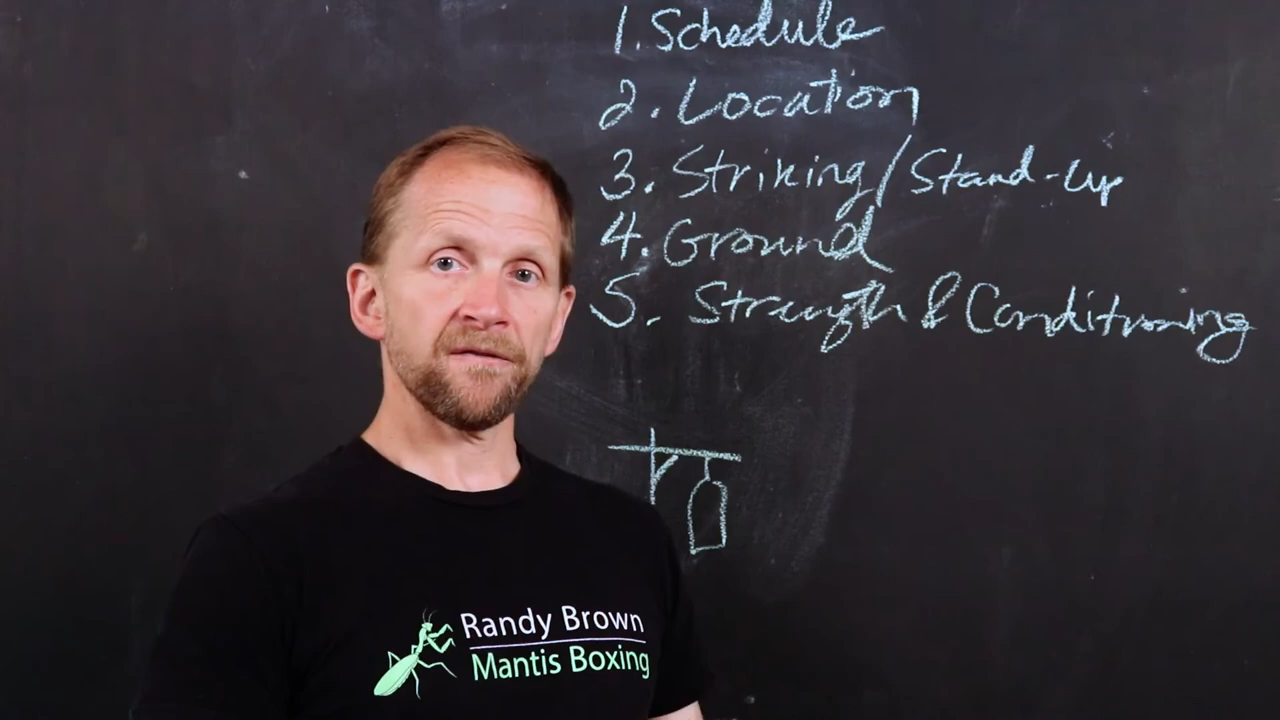 1. Schedule
2. Location
3. Striking/Stand-up
4. Ground
5. Strength & Conditioning
Randy Brown
Mantis Boxing